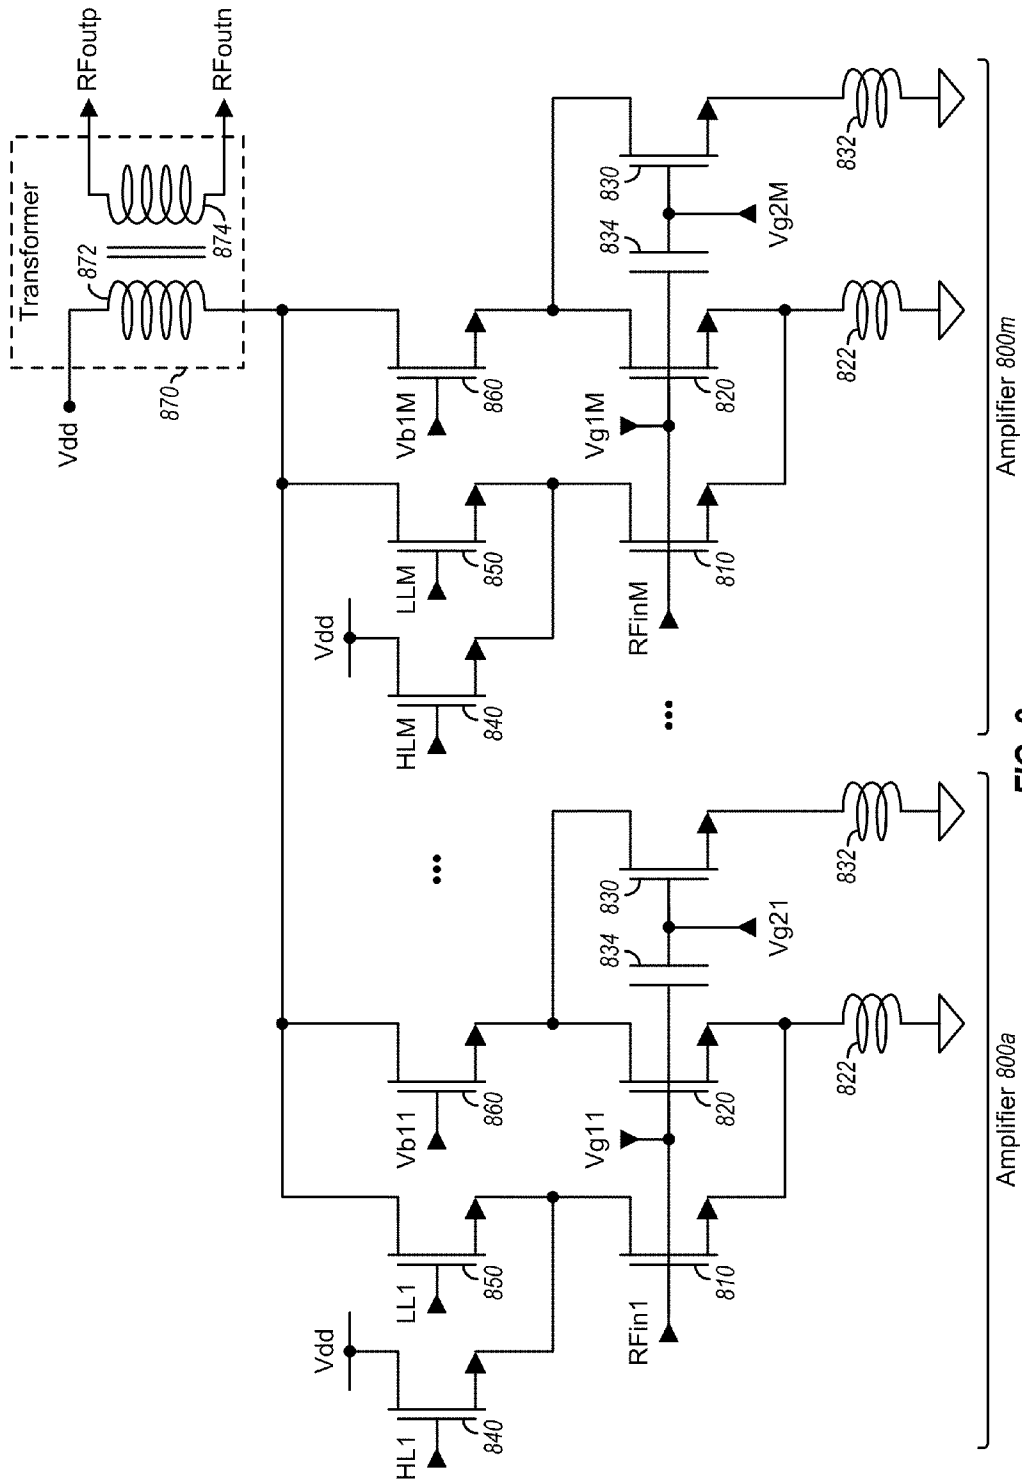 Transformer
Vdd
870
872
874
RFoutp
RFoutn
Vdd
HL1
840
LL1
850
Vb11
860
RFin1
810
Vg11
820
834
830
Vg21
822
832
Amplifier 800a
...
...
Vdd
HLM
840
LLM
850
Vb1M
860
RFinM
810
Vg1M
820
834
830
Vg2M
822
832
Amplifier 800m
FIG.